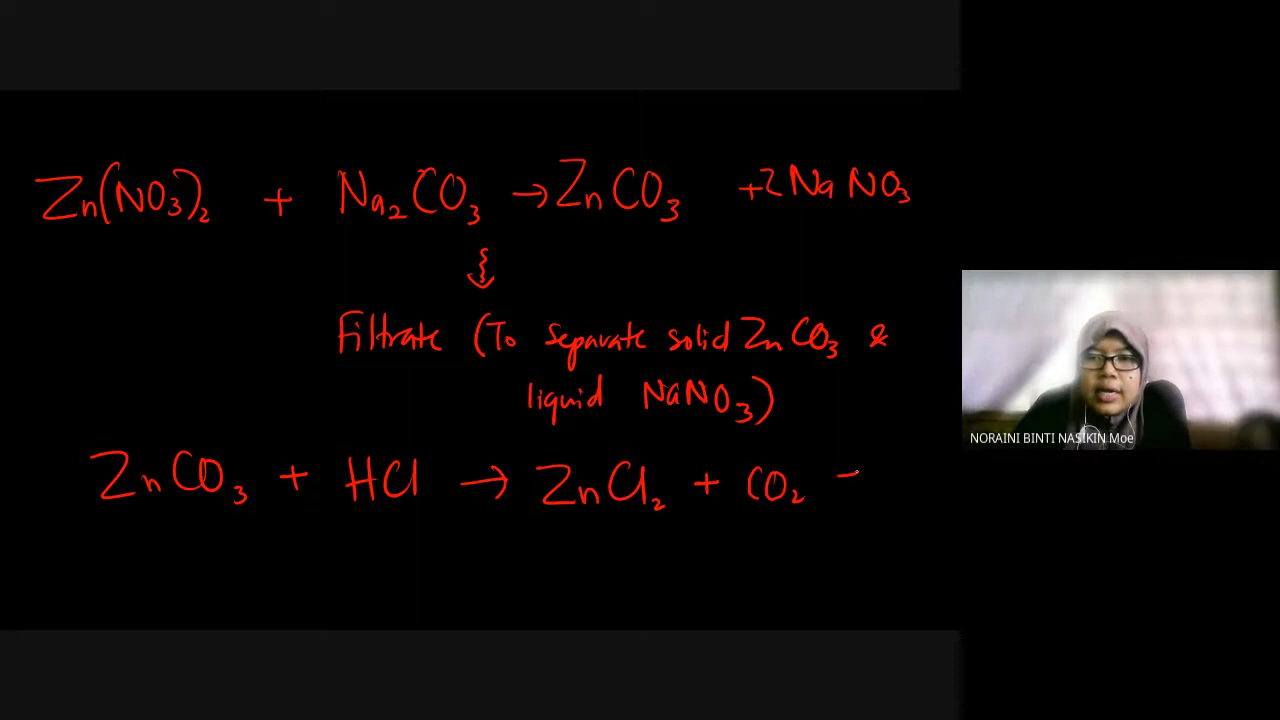 Zn(NO₃)₂ + Na₂CO₃ → ZnCO₃ + 2NaNO₃
Filtrate (To separate solid ZnCO₃ &
liquid NaNO₃)
NORAINI BINTI NASIKIN Moe
ZnCO₃ + HCl → ZnCl₂ + CO₂ -